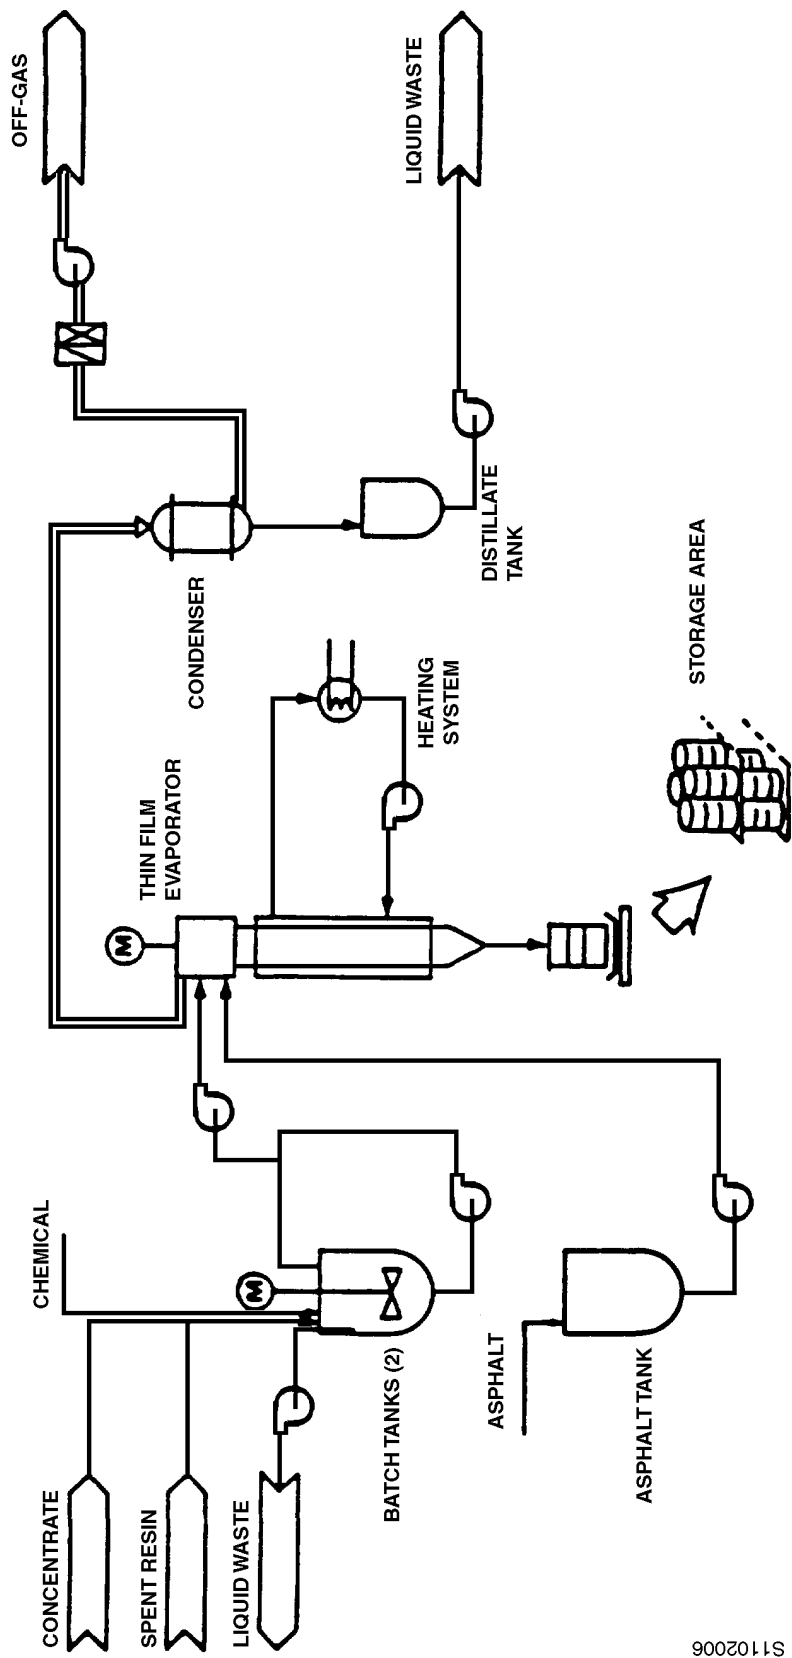 CONCENTRATE
SPENT RESIN
LIQUID WASTE
CHEMICAL
M
BATCH TANKS (2)
ASPHALT
ASPHALT TANK
M
THIN FILM
EVAPORATOR
HEATING
SYSTEM
CONDENSER
DISTILLATE
TANK
STORAGE AREA
OFF-GAS
LIQUID WASTE
S1102006